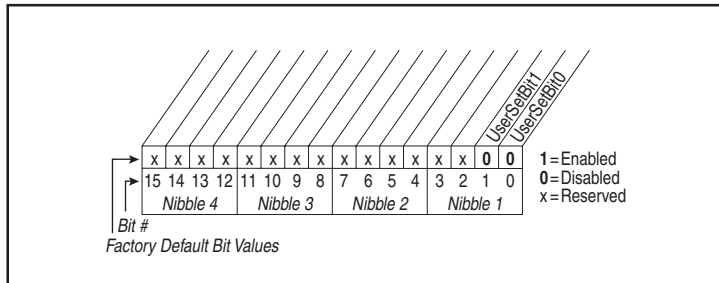 UserSetBit1
UserSetBit0
x x x x x x x x x x x x x x 0 0
15 14 13 12 11 10 9 8 7 6 5 4 3 2 1 0
Nibble 4 Nibble 3 Nibble 2 Nibble 1
1=Enabled
0=Disabled
x=Reserved
Bit #
Factory Default Bit Values